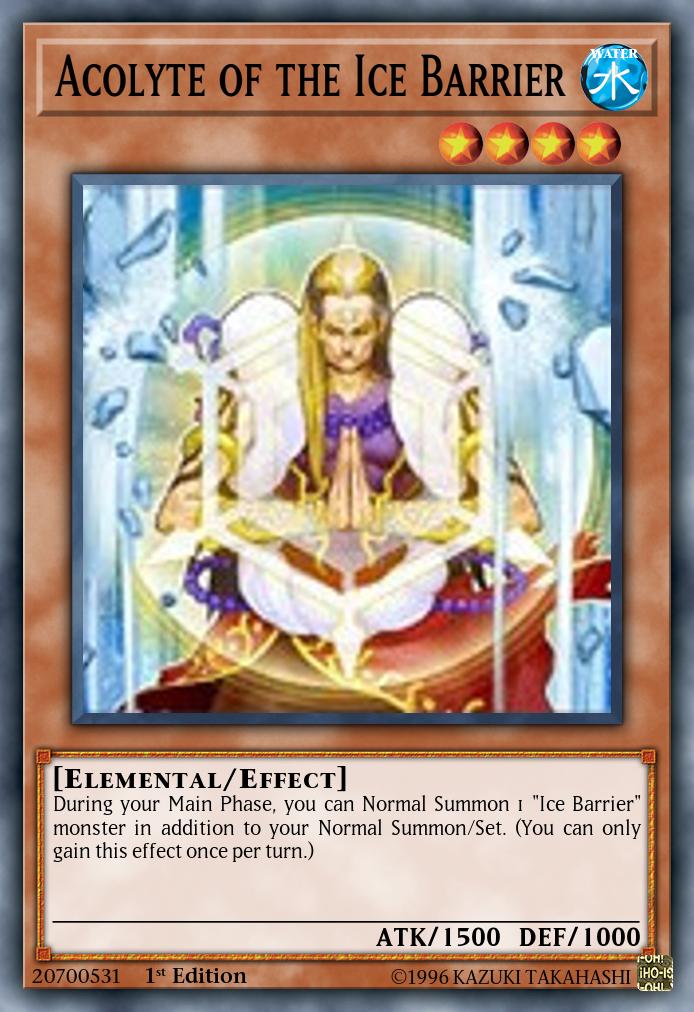 Acolyte of the Ice Barrier
WATER
水
[Elemental/Effect]
During your Main Phase, you can Normal Summon 1 "Ice Barrier"
monster in addition to your Normal Summon/Set. (You can only
gain this effect once per turn.)
ATK/1500 DEF/1000
20700531 1st Edition ©1996 KAZUKI TAKAHASHI